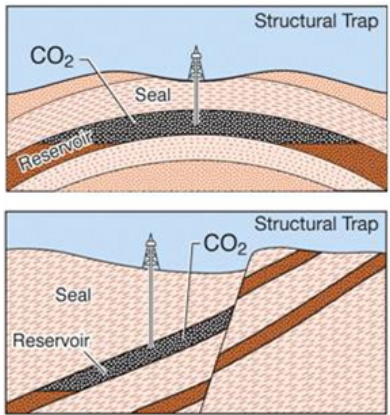 Structural Trap
CO₂
Seal
Reservoir
Structural Trap
CO₂
Seal
Reservoir